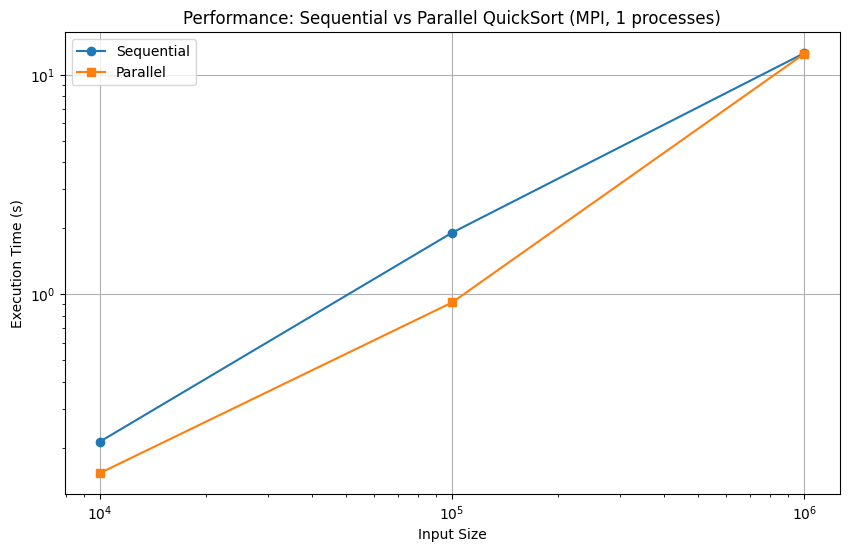 Performance: Sequential vs Parallel QuickSort (MPI, 1 processes)
Sequential
Parallel
Execution Time (s)
10¹
10⁰
10⁴ 10⁵ 10⁶
Input Size